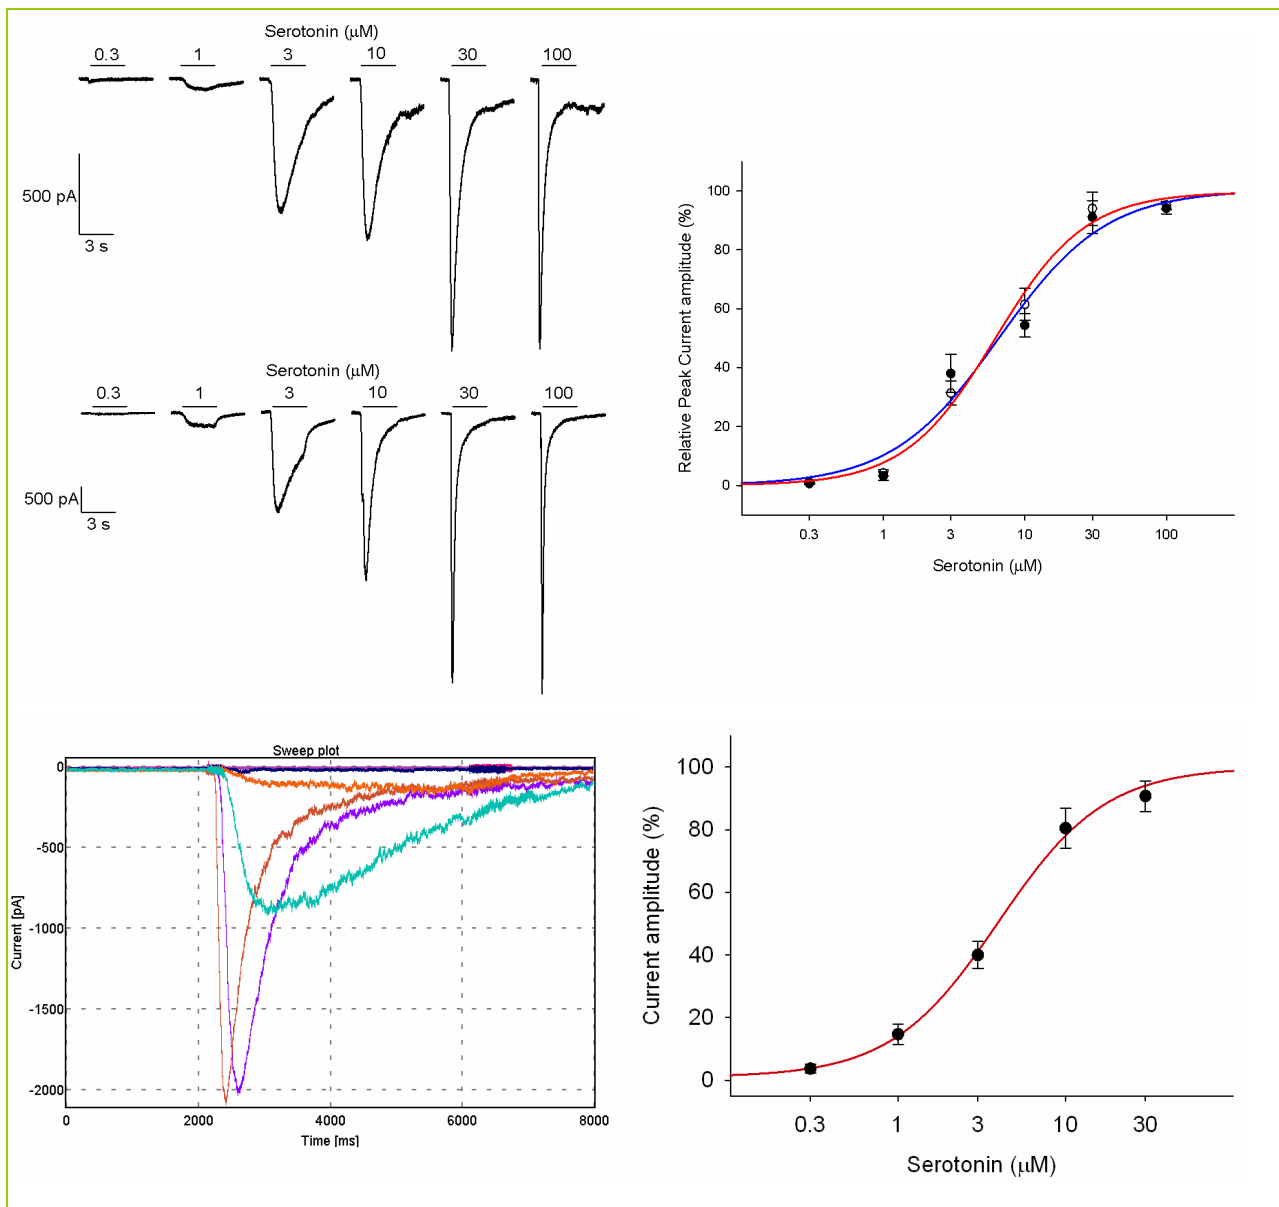 Serotonin (μM)
0.3 1 3 10 30 100
500 pA
3 s
Serotonin (μM)
0.3 1 3 10 30 100
500 pA
3 s
Relative Peak Current amplitude (%)
100
80
60
40
20
0
0.3 1 3 10 30 100
Serotonin (μM)
Sweep plot
Current [pA]
0
-500
-1000
-1500
-2000
0 2000 4000 6000 8000
Time [ms]
Current amplitude (%)
100
80
60
40
20
0
0.3 1 3 10 30
Serotonin (μM)